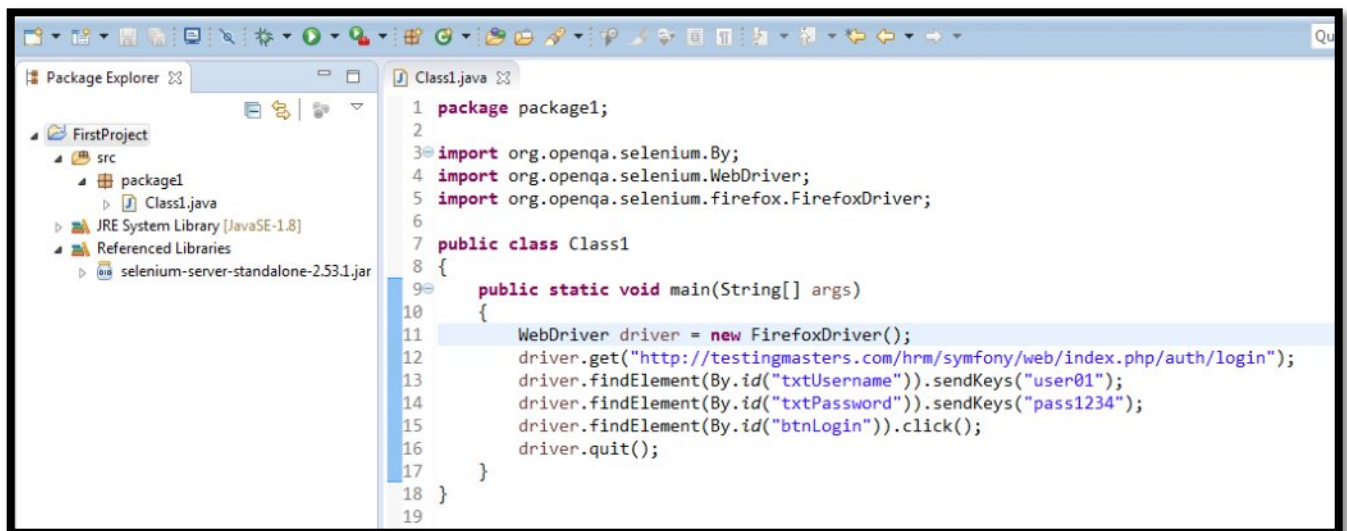 Qu
Package Explorer
FirstProject
src
package1
Class1.java
JRE System Library [JavaSE-1.8]
Referenced Libraries
selenium-server-standalone-2.53.1.jar
Class1.java
1 package package1;
2
3 import org.openqa.selenium.By;
4 import org.openqa.selenium.WebDriver;
5 import org.openqa.selenium.firefox.FirefoxDriver;
6
7 public class Class1
8 {
9 public static void main(String[] args)
10 {
11 WebDriver driver = new FirefoxDriver();
12 driver.get("http://testingmasters.com/hrm/symfony/web/index.php/auth/login");
13 driver.findElement(By.id("txtUsername")).sendKeys("user01");
14 driver.findElement(By.id("txtPassword")).sendKeys("pass1234");
15 driver.findElement(By.id("btnLogin")).click();
16 driver.quit();
17 }
18 }
19